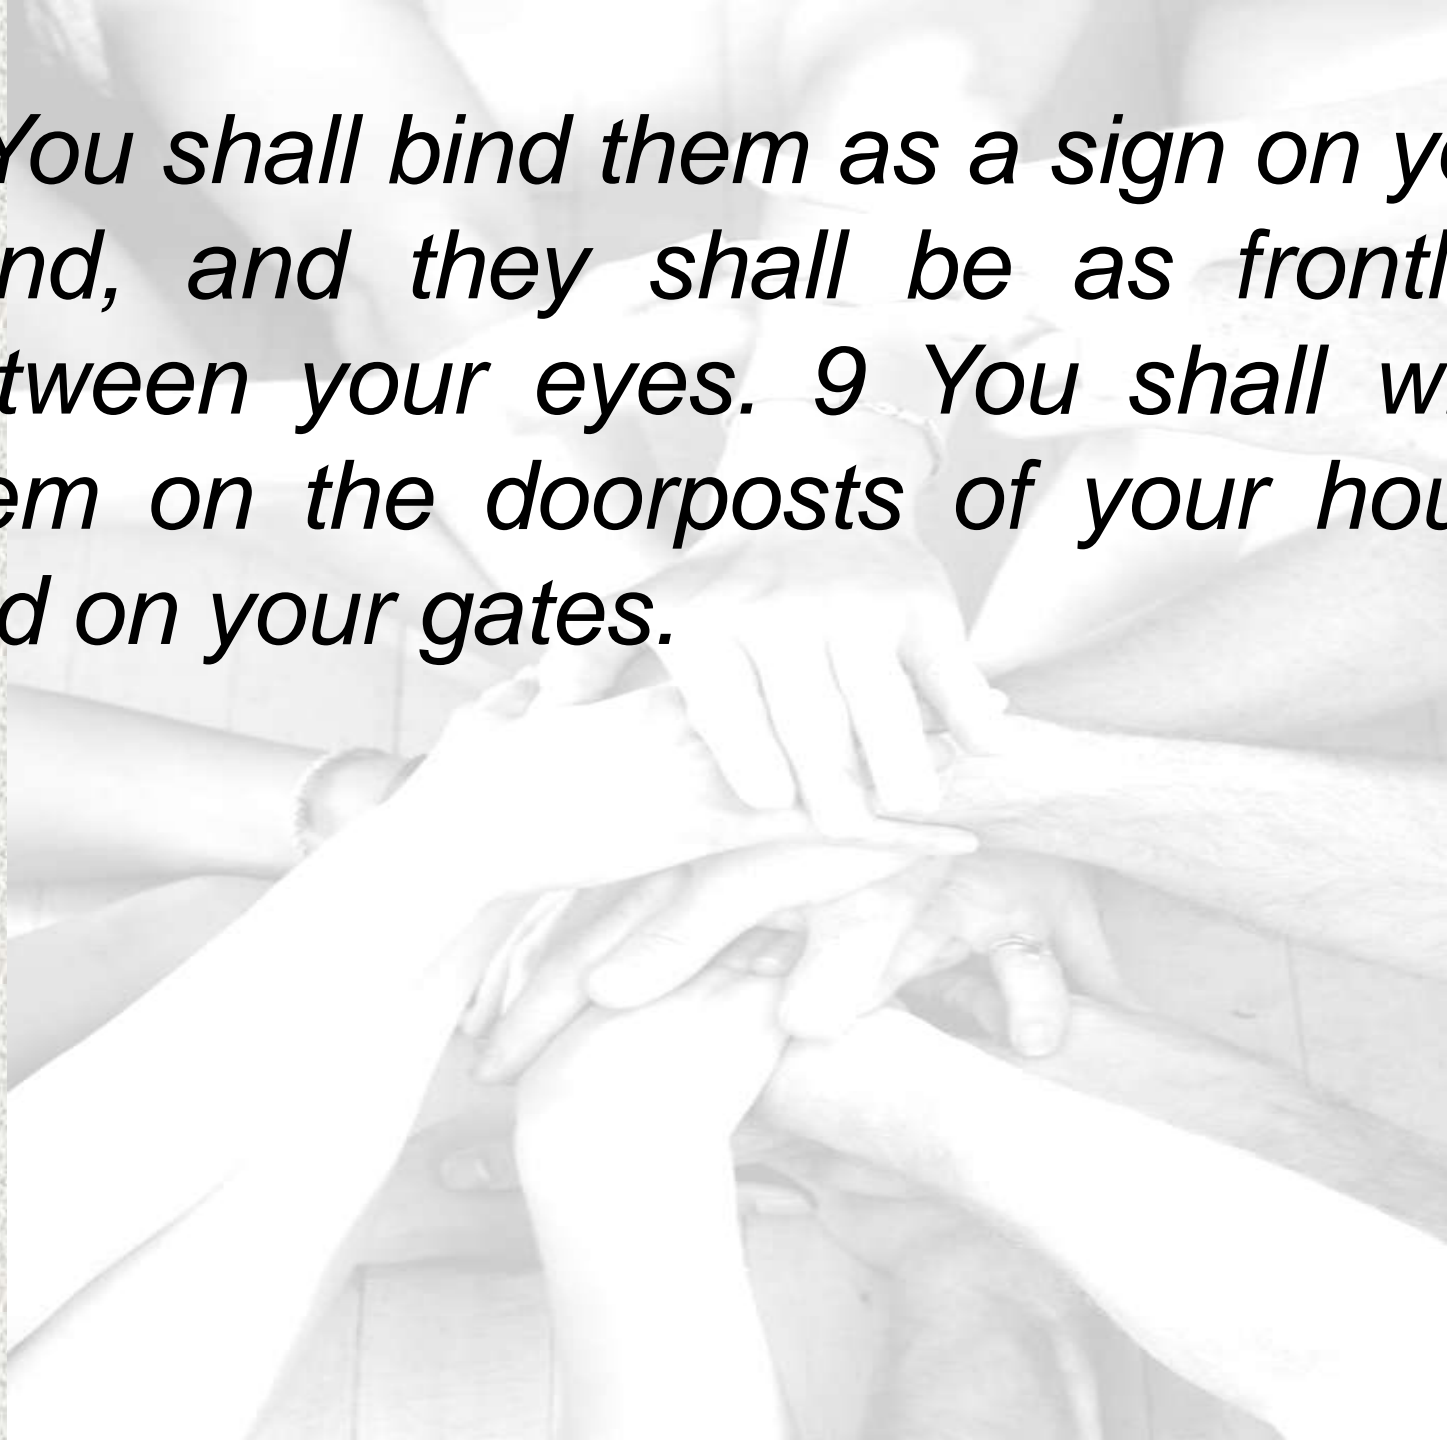 You shall bind them as a sign on yo
nd, and they shall be as frontl
tween your eyes. 9 You shall w
em on the doorposts of your hou
d on your gates.